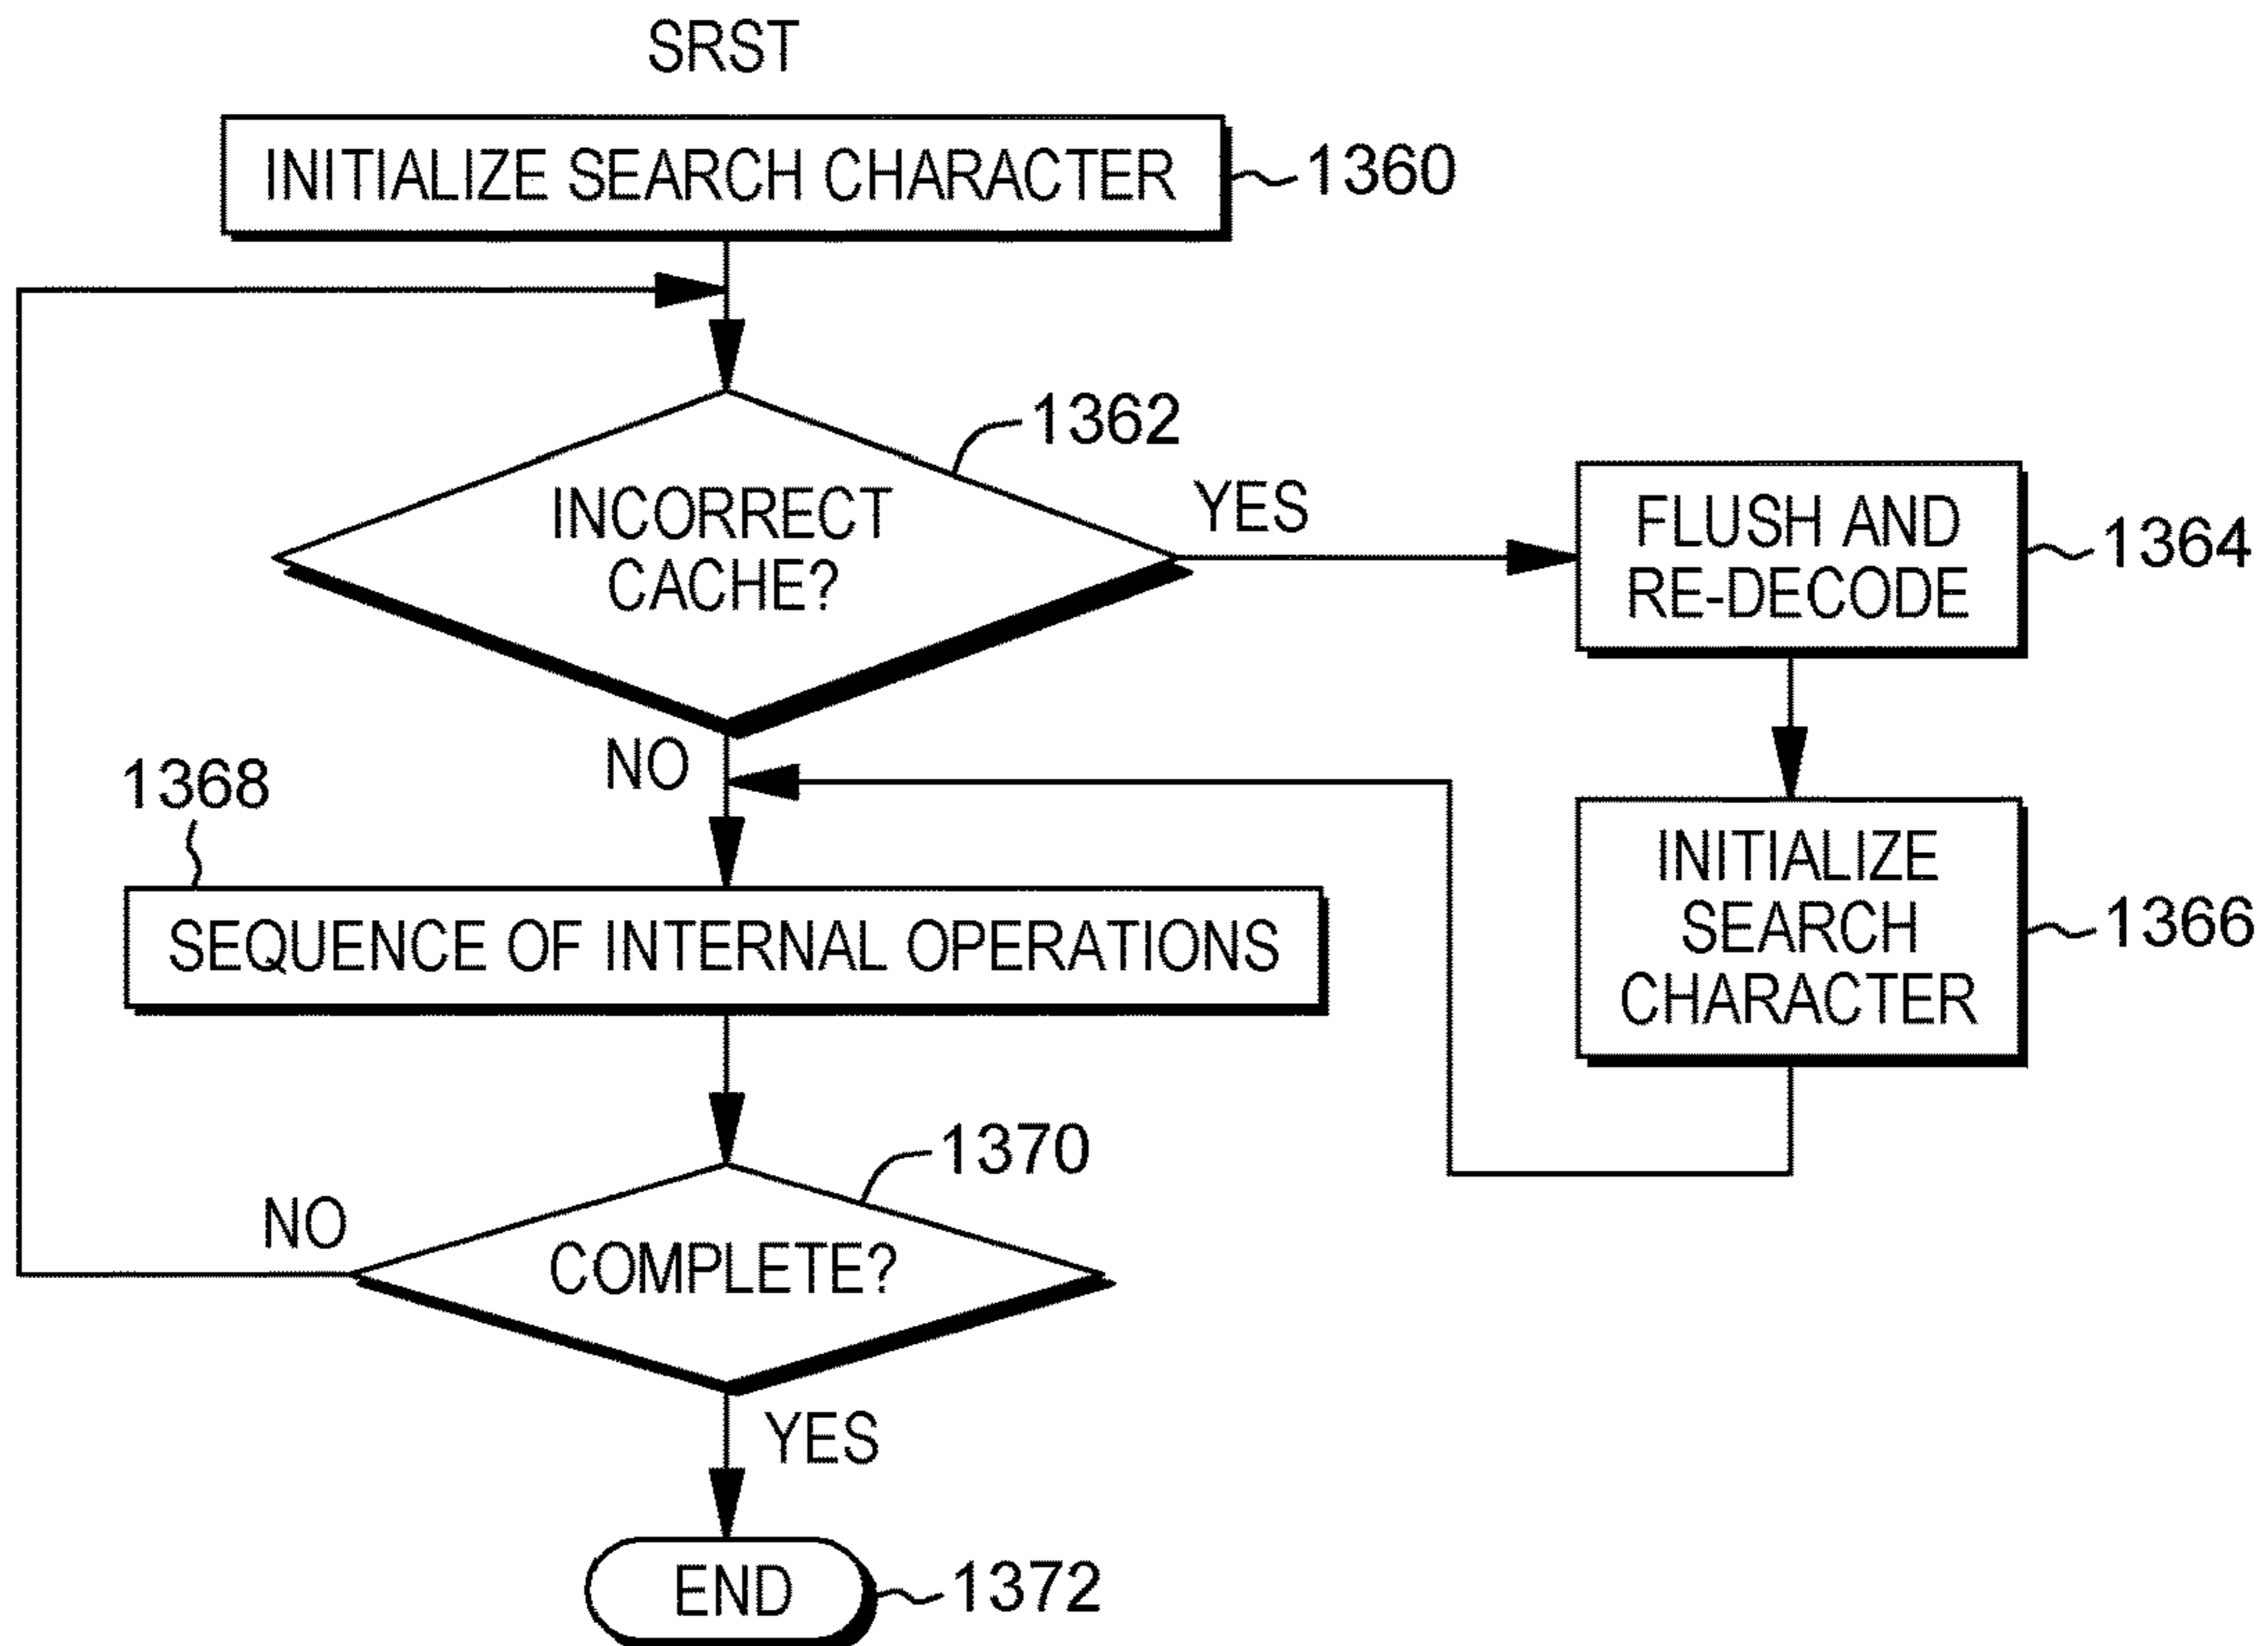 SRST
INITIALIZE SEARCH CHARACTER
1360
1362
INCORRECT
CACHE?
YES
FLUSH AND
RE-DECODE
1364
NO
1368
INITIALIZE
SEARCH
CHARACTER
1366
SEQUENCE OF INTERNAL OPERATIONS
1370
NO
COMPLETE?
YES
END
1372